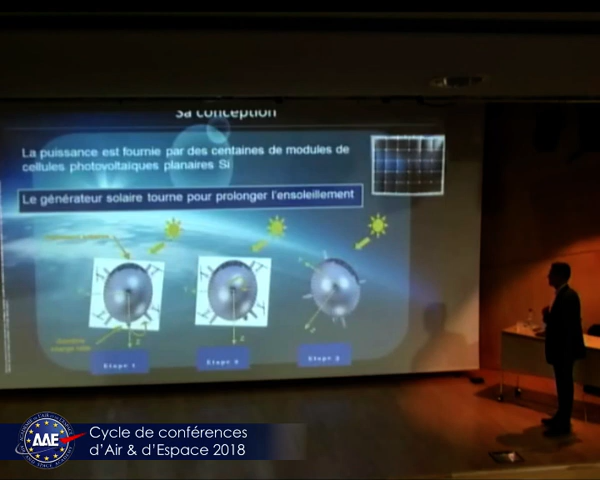 Sa conception
La puissance est fournie par des centaines de modules de
cellules photovoltaïques planaires Si
Le générateur solaire tourne pour prolonger l'ensoleillement
Etape 1
Etape 2
Etape 3
AAE
Cycle de conférences
d'Air & d'Espace 2018